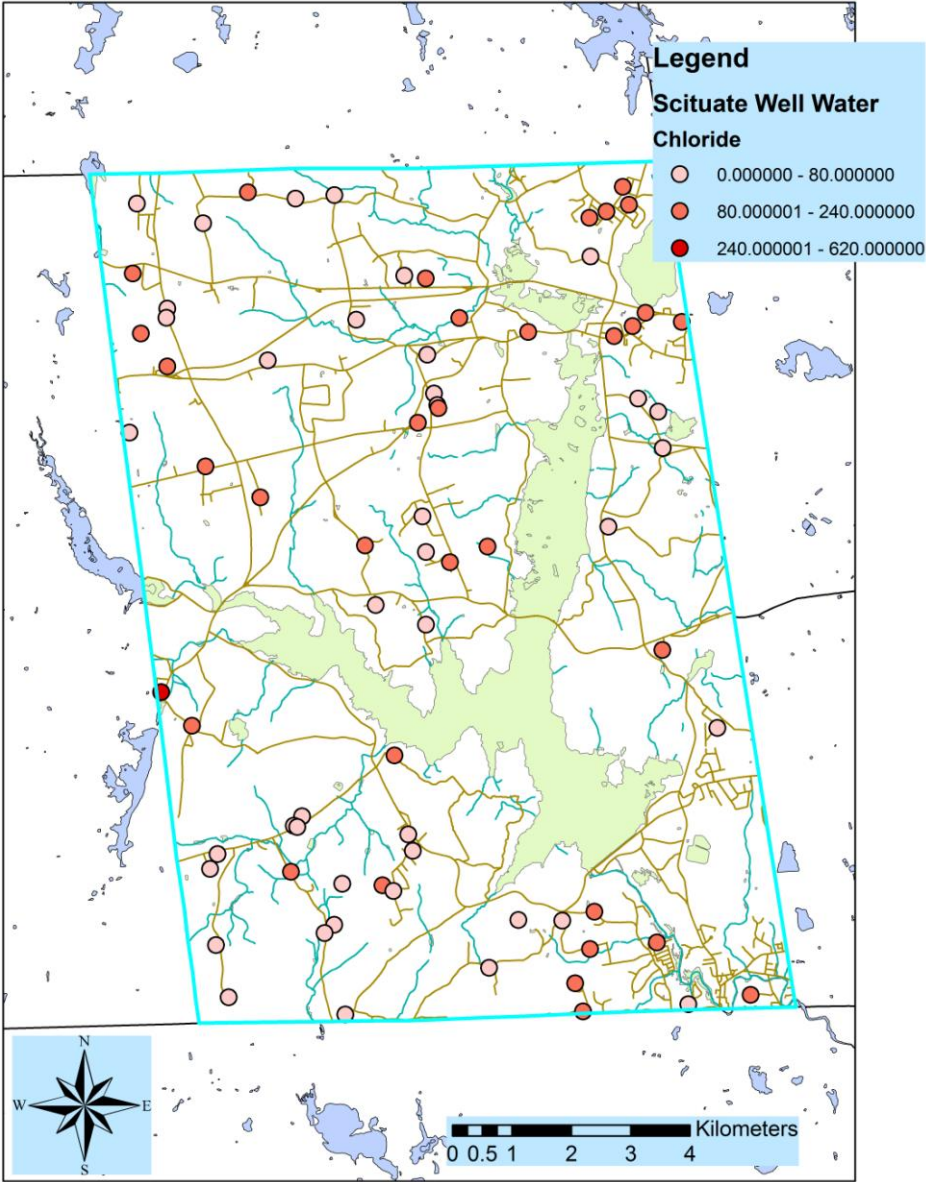 Legend
Scituate Well Water
Chloride
0.000000 - 80.000000
80.000001 - 240.000000
240.000001 - 620.000000
N
W E
S
Kilometers
0 0.5 1 2 3 4